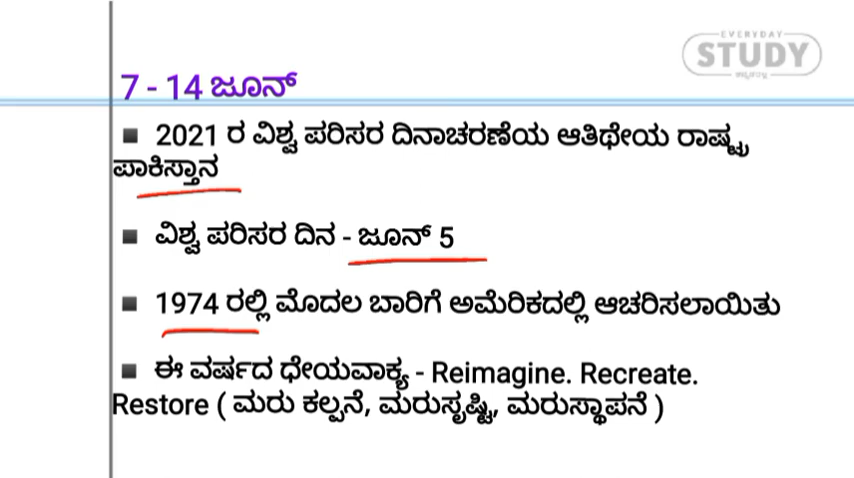 EVERYDAY
STUDY
7 - 14 ಜೂನ್
2021 ರ ವಿಶ್ವ ಪರಿಸರ ದಿನಾಚರಣೆಯ ಆತಿಥೇಯ ರಾಷ್ಟ್ರ
ಪಾಕಿಸ್ತಾನ
ವಿಶ್ವ ಪರಿಸರ ದಿನ - ಜೂನ್ 5
1974 ರಲ್ಲಿ ಮೊದಲ ಬಾರಿಗೆ ಅಮೆರಿಕದಲ್ಲಿ ಆಚರಿಸಲಾಯಿತು
ಈ ವರ್ಷದ ಧೇಯವಾಕ್ಯ - Reimagine. Recreate.
Restore ( ಮರು ಕಲ್ಪನೆ, ಮರುಸೃಷ್ಟಿ, ಮರುಸ್ಥಾಪನೆ )